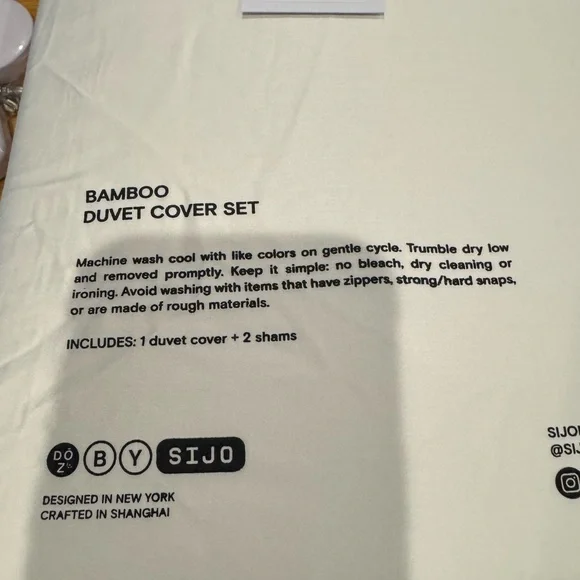 BAMBOO
DUVET COVER SET
Machine wash cool with like colors on gentle cycle. Trumble dry low
and removed promptly. Keep it simple: no bleach, dry cleaning or
ironing. Avoid washing with items that have zippers, strong/hard snaps,
or are made of rough materials.
INCLUDES: 1 duvet cover + 2 shams
DÓZ B Y SIJO
DESIGNED IN NEW YORK
CRAFTED IN SHANGHAI